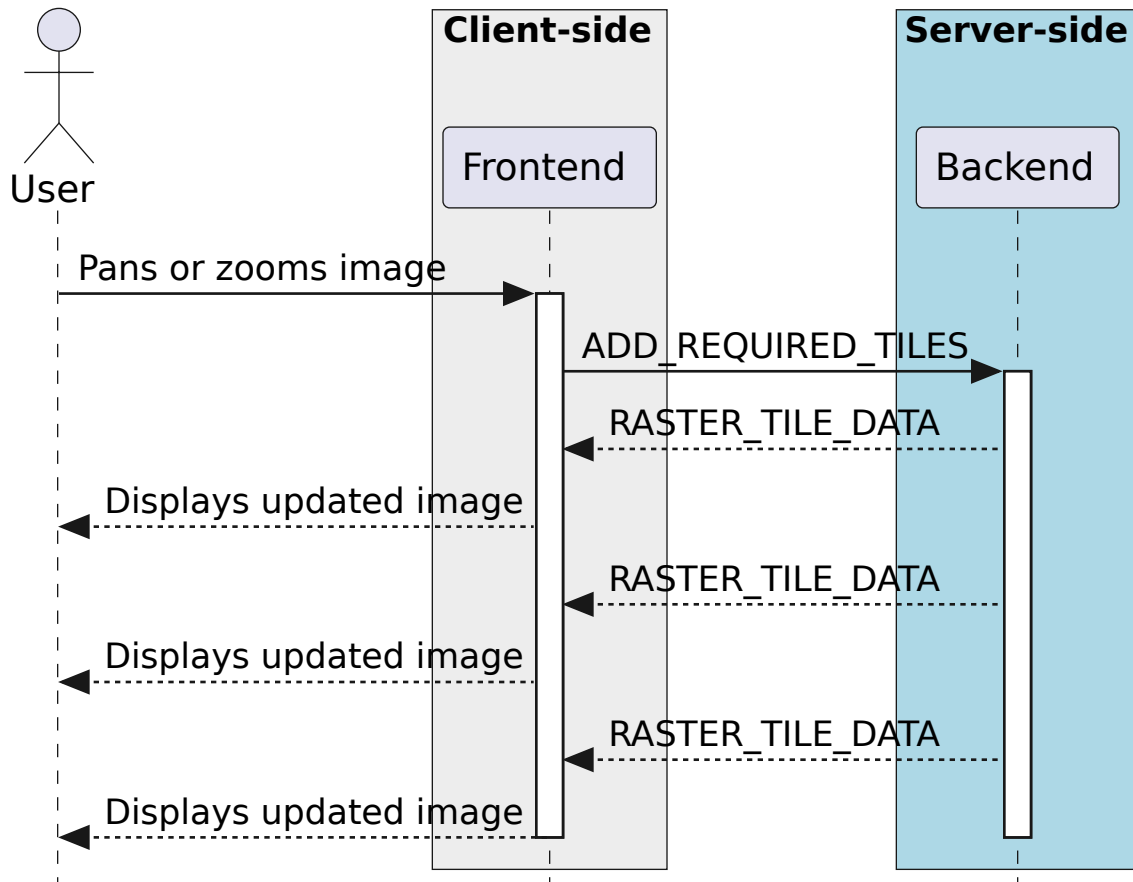 Client-side
Server-side
Frontend
Backend
User
Pans or zooms image
ADD_REQUIRED_TILES
RASTER_TILE_DATA
Displays updated image
RASTER_TILE_DATA
Displays updated image
RASTER_TILE_DATA
Displays updated image